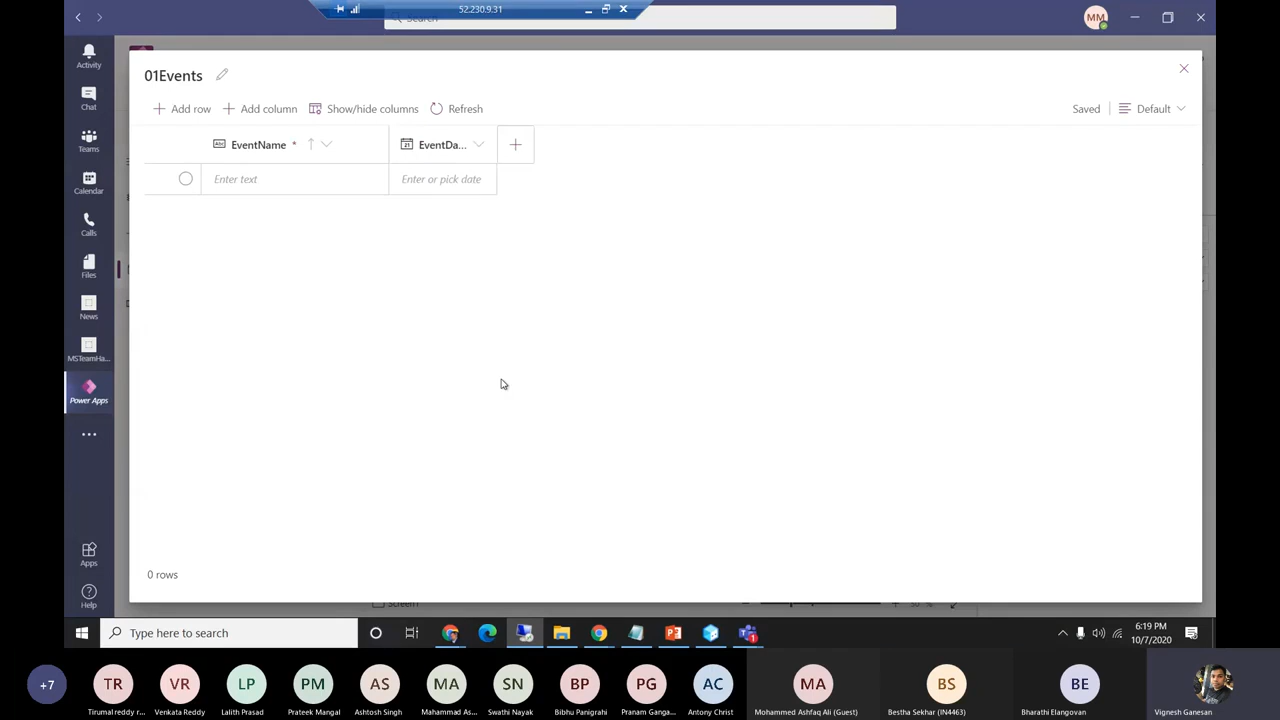 52.230.9.31
Search
MM
Activity
Chat
Teams
Calendar
Calls
Files
News
MSTeamHa...
Power Apps
Apps
Help
01Events
Add row
Add column
Show/hide columns
Refresh
Saved
Default
EventName *
EventDa...
Enter text
Enter or pick date
0 rows
Screen1
Type here to search
6:19 PM
10/7/2020
+7
TR
VR
LP
PM
AS
MA
SN
BP
PG
AC
MA
BS
BE
Tirumal reddy r...
Venkata Reddy
Lalith Prasad
Prateek Mangal
Ashtosh Singh
Mahammad As...
Swathi Nayak
Bibhu Panigrahi
Pranam Ganga...
Antony Christ
Mohammed Ashfaq Ali (Guest)
Bestha Sekhar (IN4463)
Bharathi Elangovan
Vignesh Ganesan